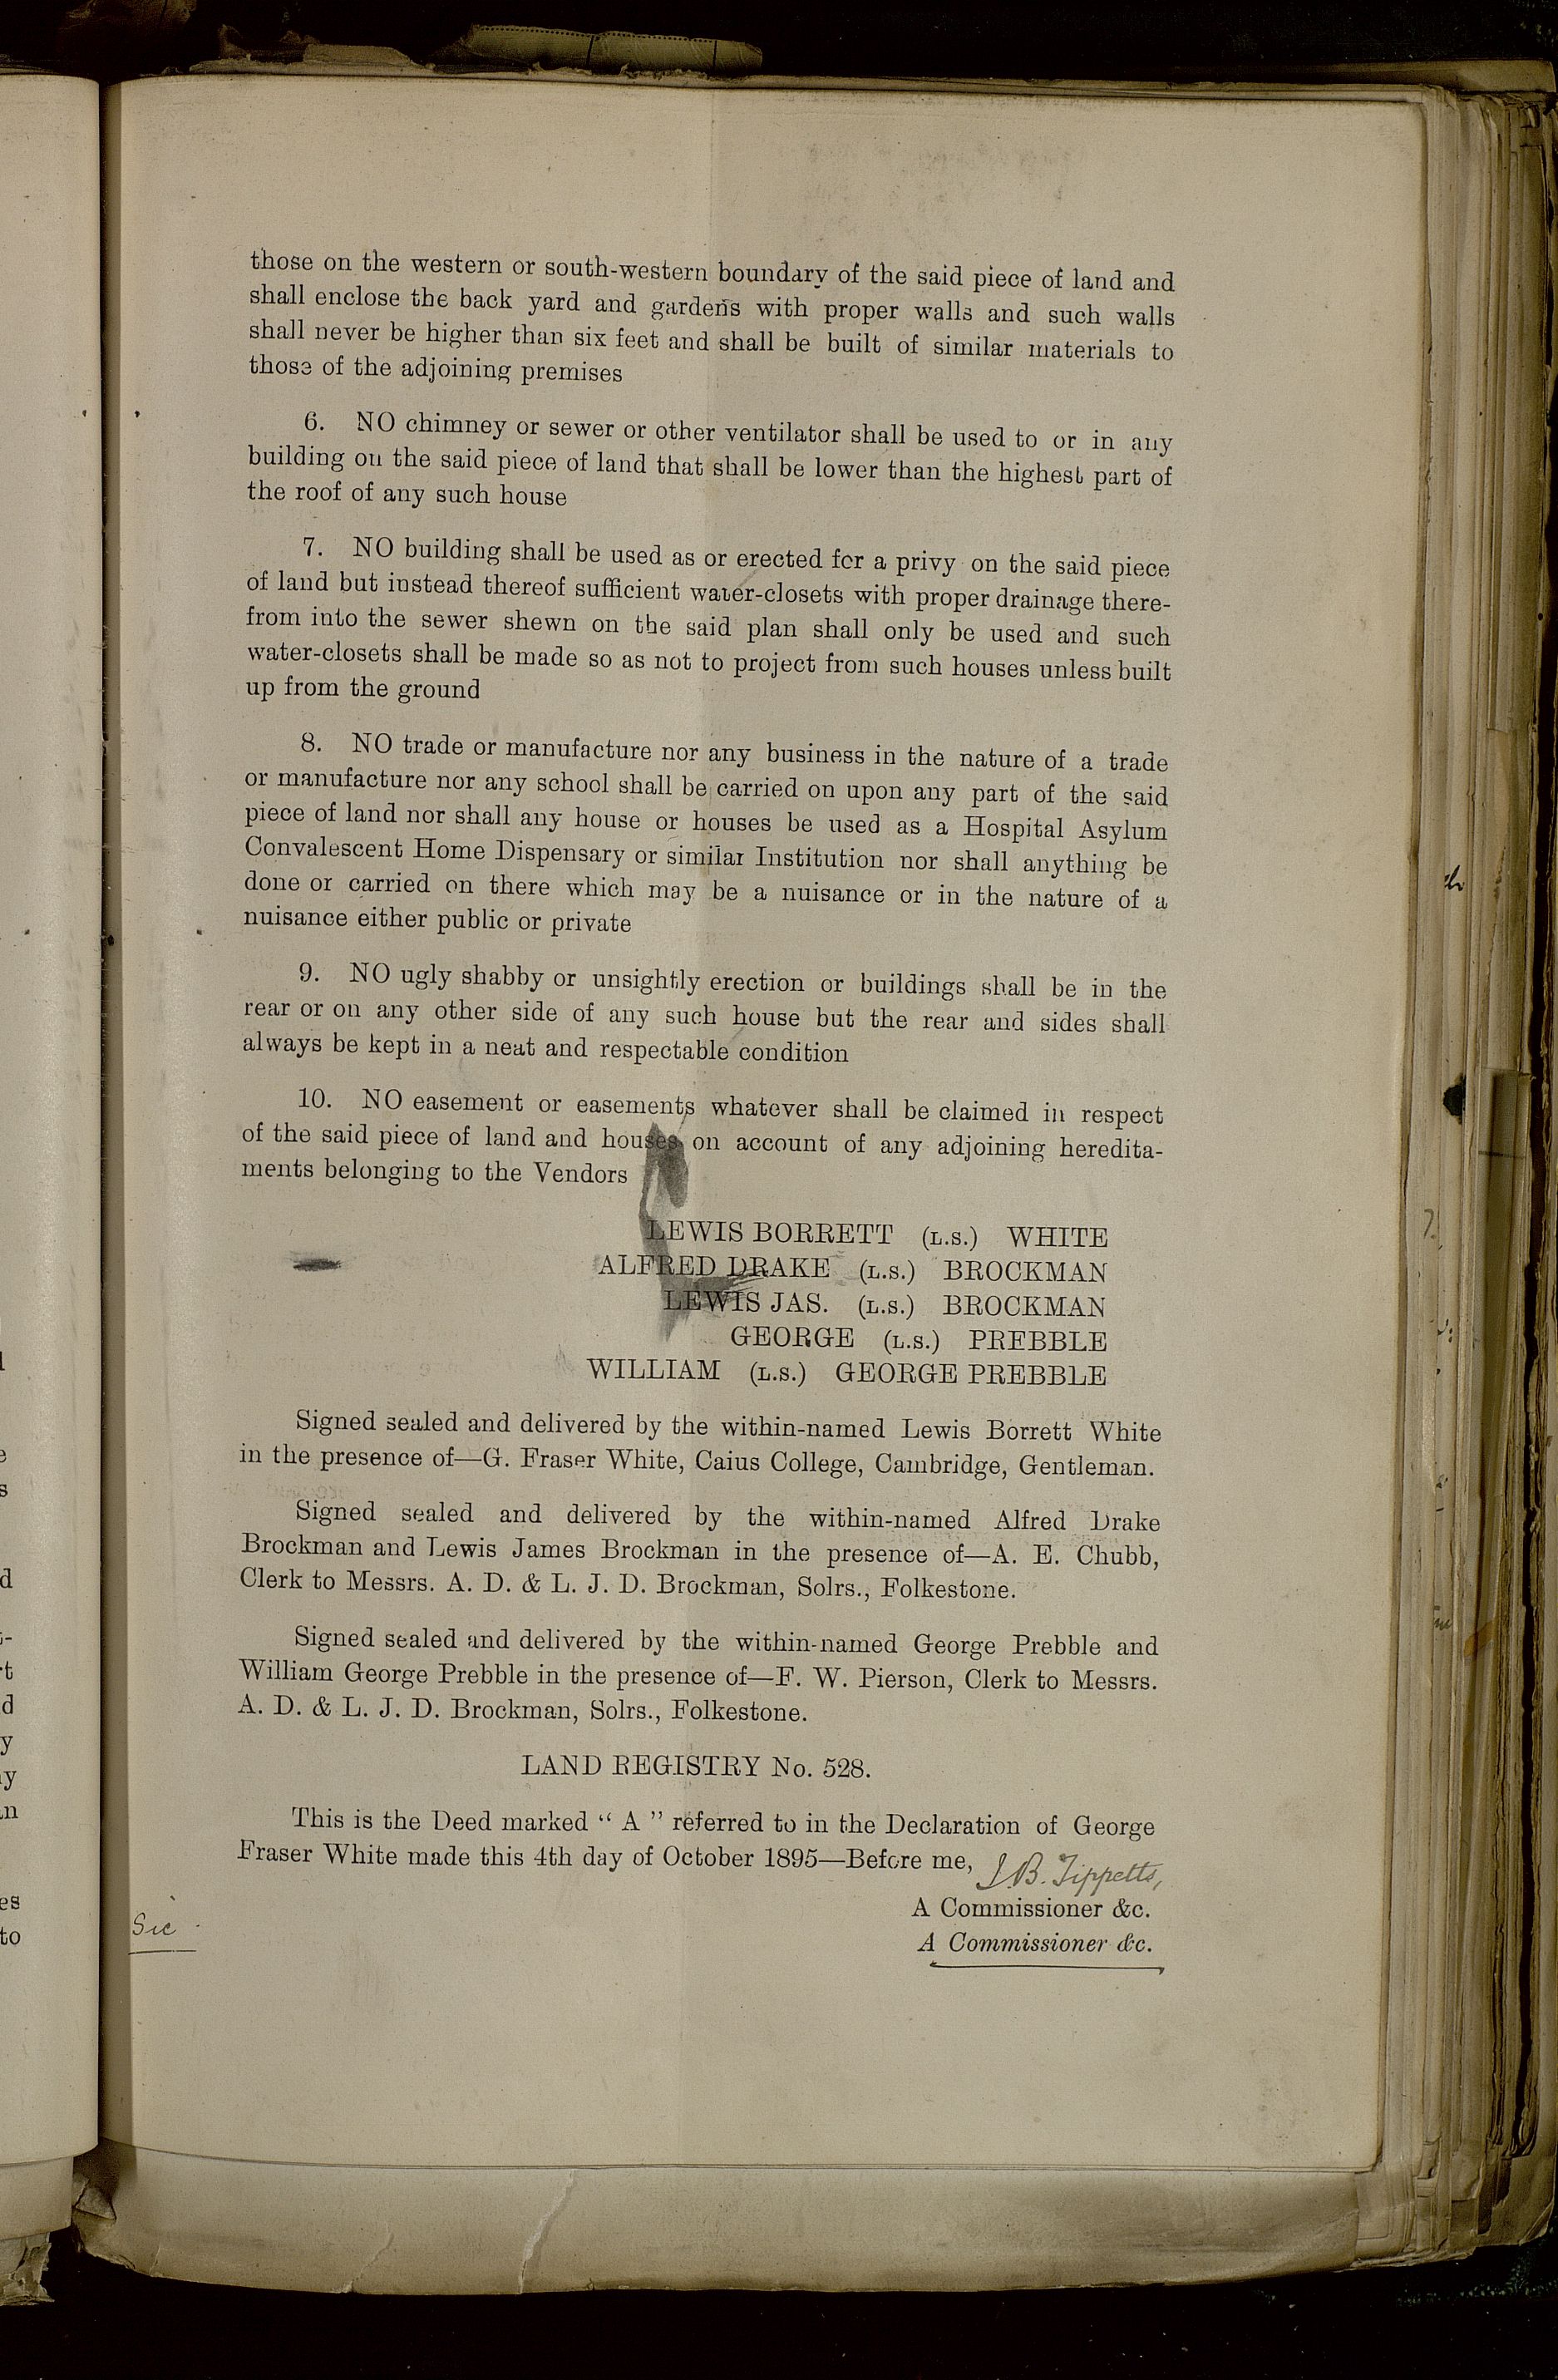 those on the western or south-western boundary of the said piece of land and
shall enclose the back yard and gardens with proper walls and such walls
shall never be higher than six feet and shall be built of similar materials to
those of the adjoining premises
6. NO chimney or sewer or other ventilator shall be used to or in any
building on the said piece of land that shall be lower than the highest part of
the roof of any such house
7. NO building shall be used as or erected for a privy on the said piece
of land but instead thereof sufficient water-closets with proper drainage there-
from into the sewer shewn on the said plan shall only be used and such
water-closets shall be made so as not to project from such houses unless built
up from the ground
8. NO trade or manufacture nor any business in the nature of a trade
or manufacture nor any school shall be carried on upon any part of the said
piece of land nor shall any house or houses be used as a Hospital Asylum
Convalescent Home Dispensary or similar Institution nor shall anything be
done or carried on there which may be a nuisance or in the nature of a
nuisance either public or private
9. NO ugly shabby or unsightly erection or buildings shall be in the
rear or on any other side of any such house but the rear and sides shall
always be kept in a neat and respectable condition
10. NO easement or easements whatever shall be claimed in respect
of the said piece of land and houses on account of any adjoining heredita-
ments belonging to the Vendors
LEWIS BORRETT (L.S.) WHITE
ALFRED DRAKE (L.S.) BROCKMAN
LEWIS JAS. (L.S.) BROCKMAN
GEORGE (L.S.) PREBBLE
WILLIAM (L.S.) GEORGE PREBBLE
Signed sealed and delivered by the within-named Lewis Borrett White
in the presence of—G. Fraser White, Caius College, Cambridge, Gentleman.
Signed sealed and delivered by the within-named Alfred Drake
Brockman and Lewis James Brockman in the presence of—A. E. Chubb,
Clerk to Messrs. A. D. & L. J. D. Brockman, Solrs., Folkestone.
Signed sealed and delivered by the within-named George Prebble and
William George Prebble in the presence of—F. W. Pierson, Clerk to Messrs.
A. D. & L. J. D. Brockman, Solrs., Folkestone.
LAND REGISTRY No. 528.
This is the Deed marked “ A ” referred to in the Declaration of George
Fraser White made this 4th day of October 1895—Before me, J. B. Tippetts,
A Commissioner &c.
Sic
A Commissioner &c.